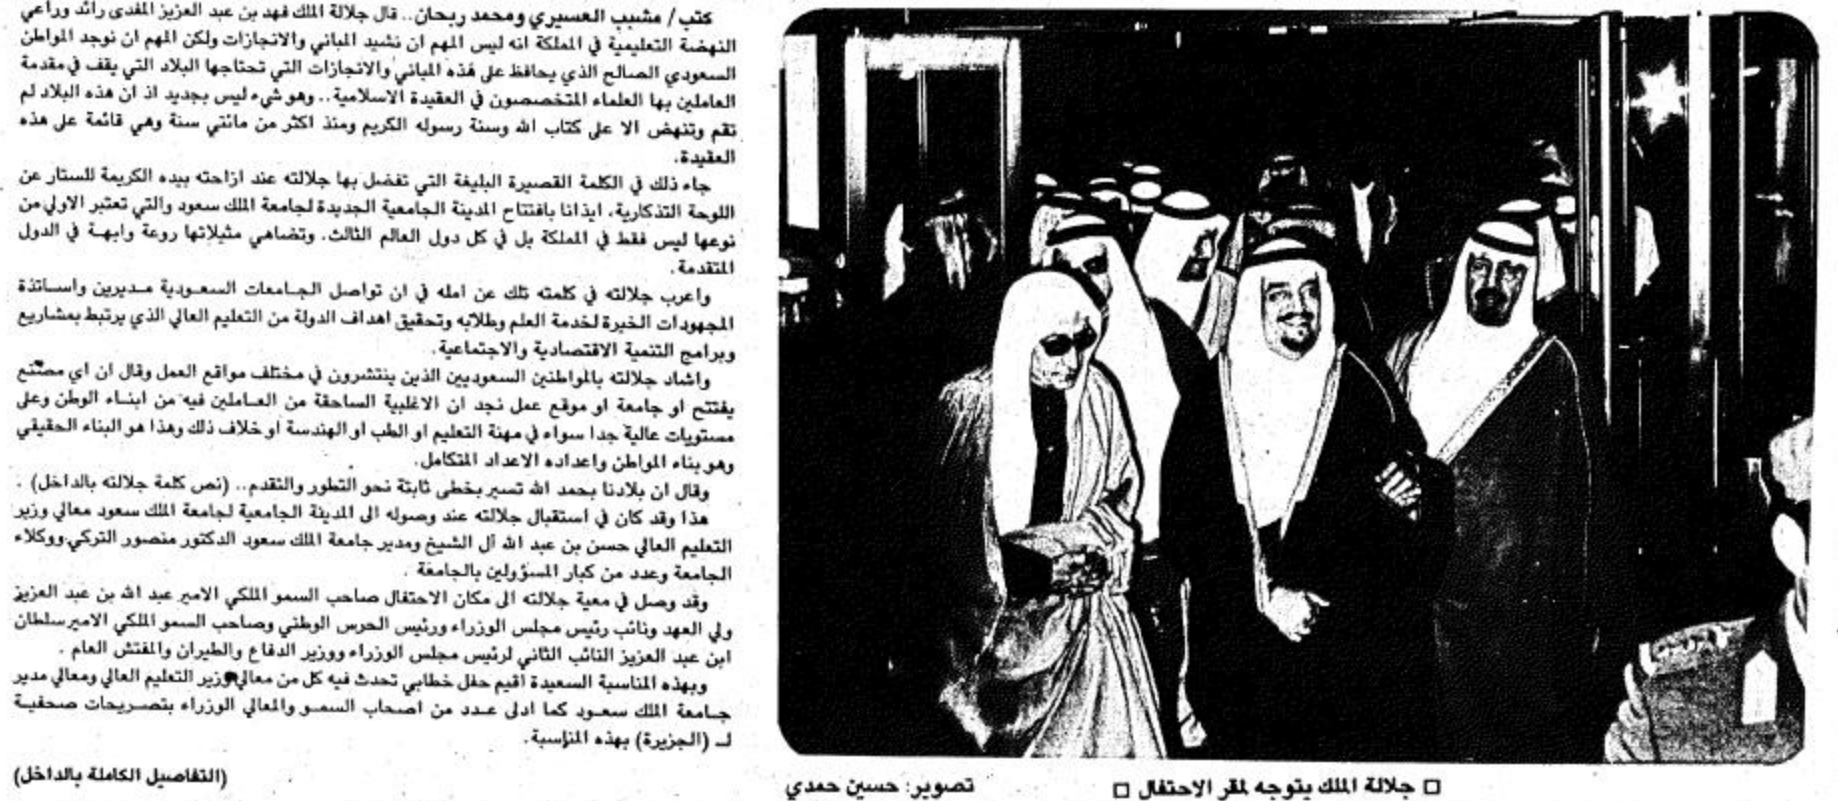 كتب/ مشبب العسيري ومحمد ربحان.. قال جلالة الملك فهد بن عبد العزيز المفدى رائد وراعي
النهضة التعليمية في المملكة انه ليس المهم ان نشيد المباني والانجازات ولكن المهم ان نوجد المواطن
السعودي الصالح الذي يحافظ على هذه المباني والانجازات التي تحتاجها البلاد التي يقف في مقدمة
العاملين بها العلماء المتخصصون في العقيدة الاسلامية.. وهو شيء ليس بجديد اذ ان هذه البلاد لم
تقم وتنهض الا على كتاب الله وسنة رسوله الكريم ومنذ اكثر من مائتي سنة وهي قائمة على هذه
العقيدة.
جاء ذلك في الكلمة القصيرة البليغة التي تفضل بها جلالته عند ازاحته بيده الكريمة للستار عن
اللوحة التذكارية، ايذانا بافتتاح المدينة الجامعية الجديدة لجامعة الملك سعود والتي تعتبر الاولى من
نوعها ليس فقط في المملكة بل في كل دول العالم الثالث، وتضاهي مثيلاتها روعة وابهـة في الدول
المتقدمة.
واعرب جلالته في كلمته تلك عن امله في ان تواصل الجـامعات السعـودية مـديرين واسـاتذة
المجهودات الخيرة لخدمة العلم وطلابه وتحقيق اهداف الدولة من التعليم العالي الذي يرتبط بمشاريع
وبرامج التنمية الاقتصادية والاجتماعية.
واشاد جلالته بالمواطنين السعوديين الذين ينتشرون في مختلف مواقع العمل وقال ان اي مصنع
يفتتح او جامعة او موقع عمل نجد ان الاغلبية الساحقة من العـاملين فيه من ابنـاء الوطن وعلى
مستويات عالية جدا سواء في مهنة التعليم او الطب او الهندسة او خلاف ذلك وهذا هو البناء الحقيقي
وهو بناء المواطن واعداده الاعداد المتكامل.
وقال ان بلادنا بحمد الله تسير بخطى ثابتة نحو التطور والتقدم.. (نص كلمة جلالته بالداخل) .
هذا وقد كان في استقبال جلالته عند وصوله الى المدينة الجامعية لجامعة الملك سعود معالي وزير
التعليم العالي حسن بن عبد الله آل الشيخ ومدير جامعة الملك سعود الدكتور منصور التركي ووكلاء
الجامعة وعدد من كبار المسؤولين بالجامعة .
وقد وصل في معية جلالته الى مكان الاحتفال صاحب السمو الملكي الامير عبد الله بن عبد العزيز
ولي العهد ونائب رئيس مجلس الوزراء ورئيس الحرس الوطني وصاحب السمو الملكي الامير سلطان
ابن عبد العزيز النائب الثاني لرئيس مجلس الوزراء ووزير الدفاع والطيران والمفتش العام .
وبهذه المناسبة السعيدة اقيم حفل خطابي تحدث فيه كل من معالي وزير التعليم العالي ومعالي مدير
جـامعة الملك سعـود كما ادلى عـدد من اصحاب السمـو والمعالي الوزراء بتصـريحات صحفيـة
لـ (الجزيرة) بهذه المناسبة.
(التفاصيل الكاملة بالداخل)
□ جلالة الملك يتوجه لمقر الاحتفال □
تصوير: حسين حمدي